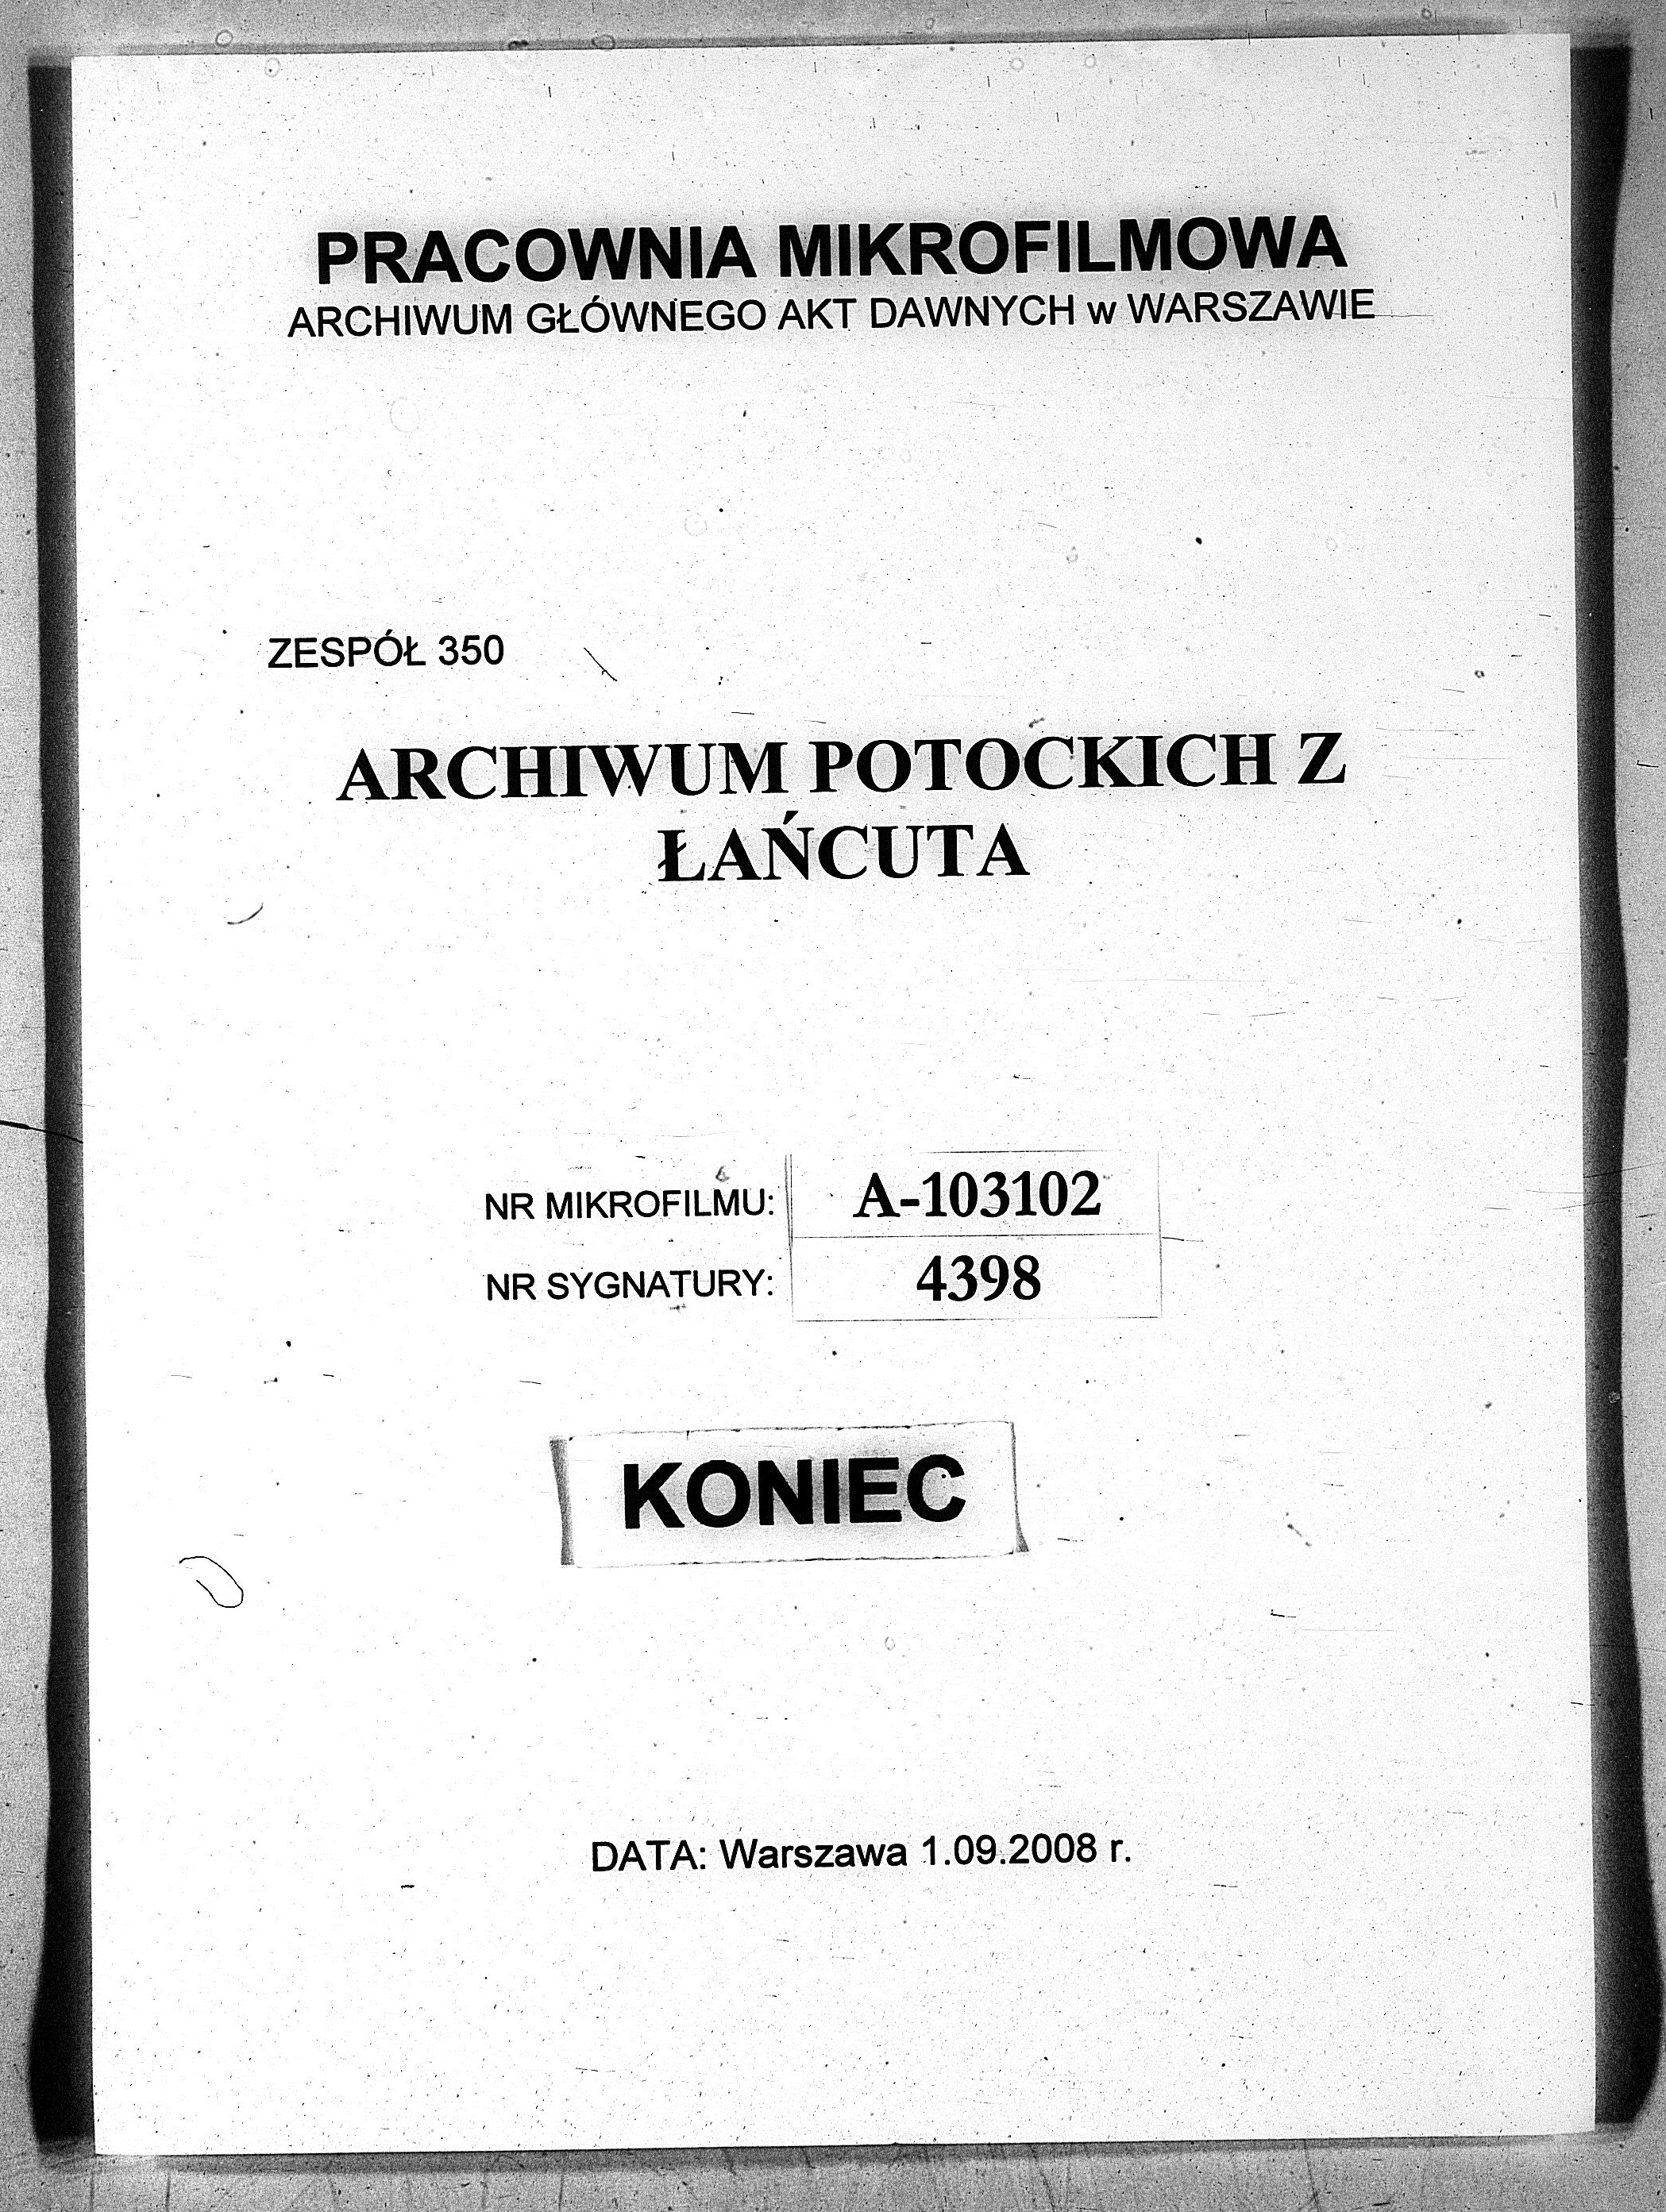 PRACOWNIA MIKROFILMOWA
ARCHIWUM GŁÓWNEGO AKT DAWNYCH w WARSZAWIE
ZESPÓŁ 350
ARCHIWUM POTOCKICH Z
ŁAŃCUTA
NR MIKROFILMU: A-103102
NR SYGNATURY: 4398
KONIEC
DATA: Warszawa 1.09.2008 r.